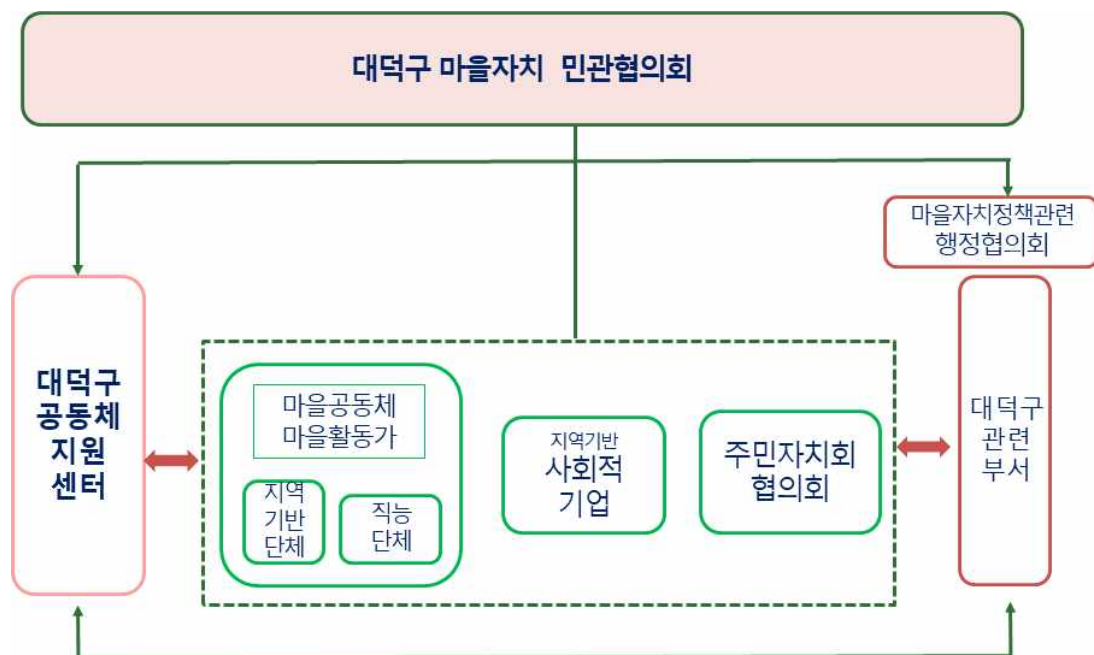 대덕구 마을자치 민관협의회
마을자치정책관련
행정협의회
대덕구
공동체
지원
센터
마을공동체
마을활동가
지역
기반
단체
직능
단체
지역기반
사회적
기업
주민자치회
협의회
대덕구
관련
부서